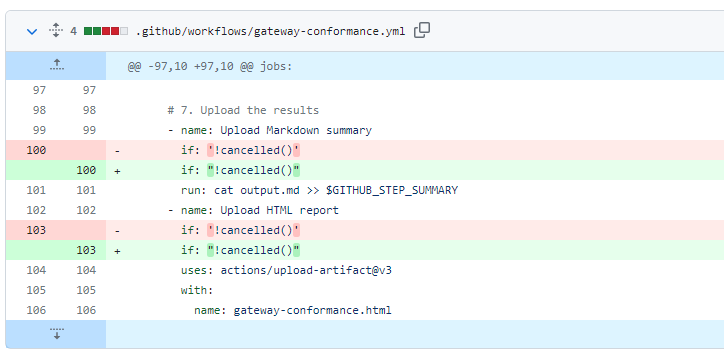 4 .github/workflows/gateway-conformance.yml
@@ -97,10 +97,10 @@ jobs:
97 97
98 98 # 7. Upload the results
99 99 - name: Upload Markdown summary
100 - if: '!cancelled()'
100 + if: "!cancelled()"
101 101 run: cat output.md >> $GITHUB_STEP_SUMMARY
102 102 - name: Upload HTML report
103 - if: '!cancelled()'
103 + if: "!cancelled()"
104 104 uses: actions/upload-artifact@v3
105 105 with:
106 106 name: gateway-conformance.html